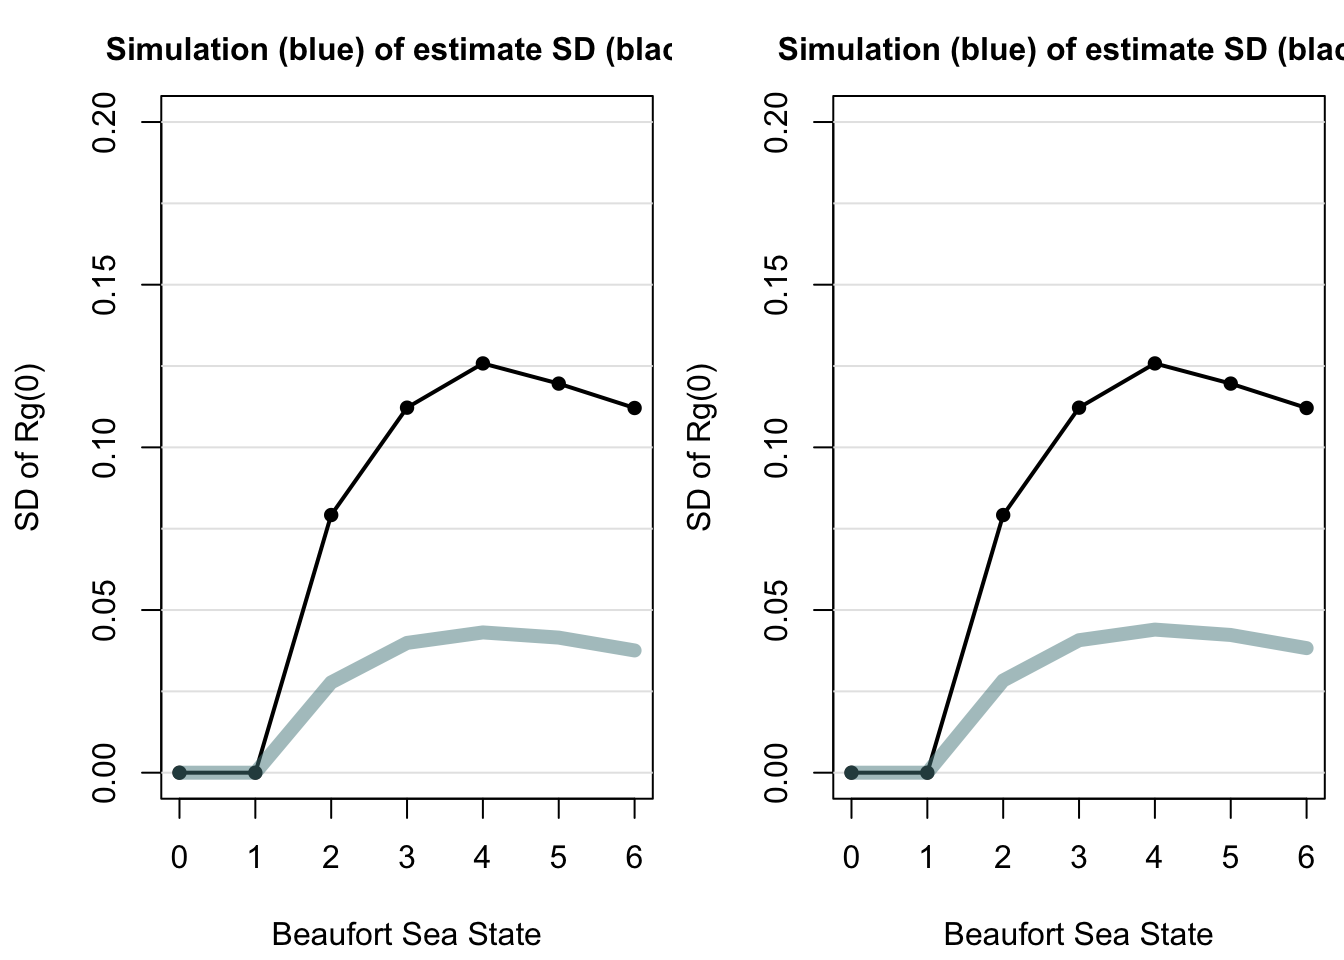 Simulation (blue) of estimate SD (blac
0.20
0.15
0.10
0.05
0.00
SD of Rg(0)
0 1 2 3 4 5 6
Beaufort Sea State
Simulation (blue) of estimate SD (blac
0.20
0.15
0.10
0.05
0.00
SD of Rg(0)
0 1 2 3 4 5 6
Beaufort Sea State